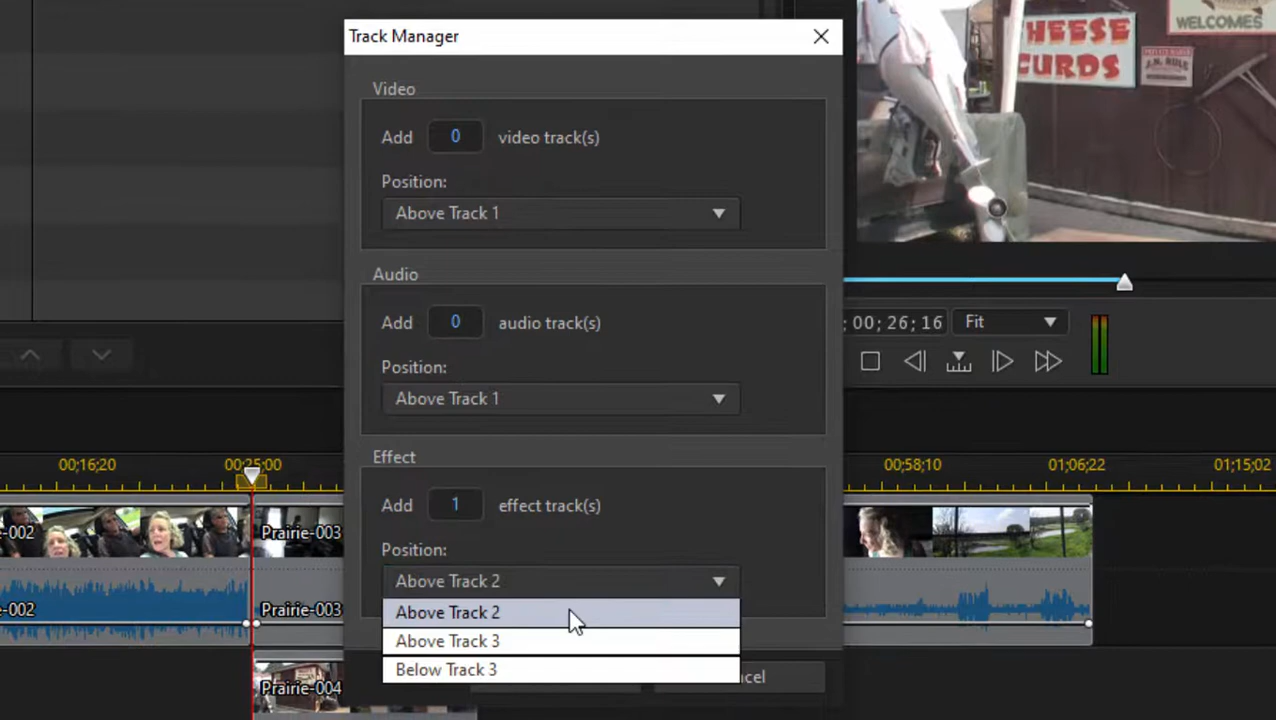 Track Manager
Video
Add 0 video track(s)
Position:
Above Track 1
Audio
Add 0 audio track(s)
Position:
Above Track 1
Effect
Add 1 effect track(s)
Position:
Above Track 2
Above Track 2
Above Track 3
Below Track 3
WELCOMES
CHEESE
CURDS
00; 26; 16 Fit
00;16;20
00;25;00
00;58;10
01;06;22
01;15;02
Prairie-003
Prairie-003
Prairie-004